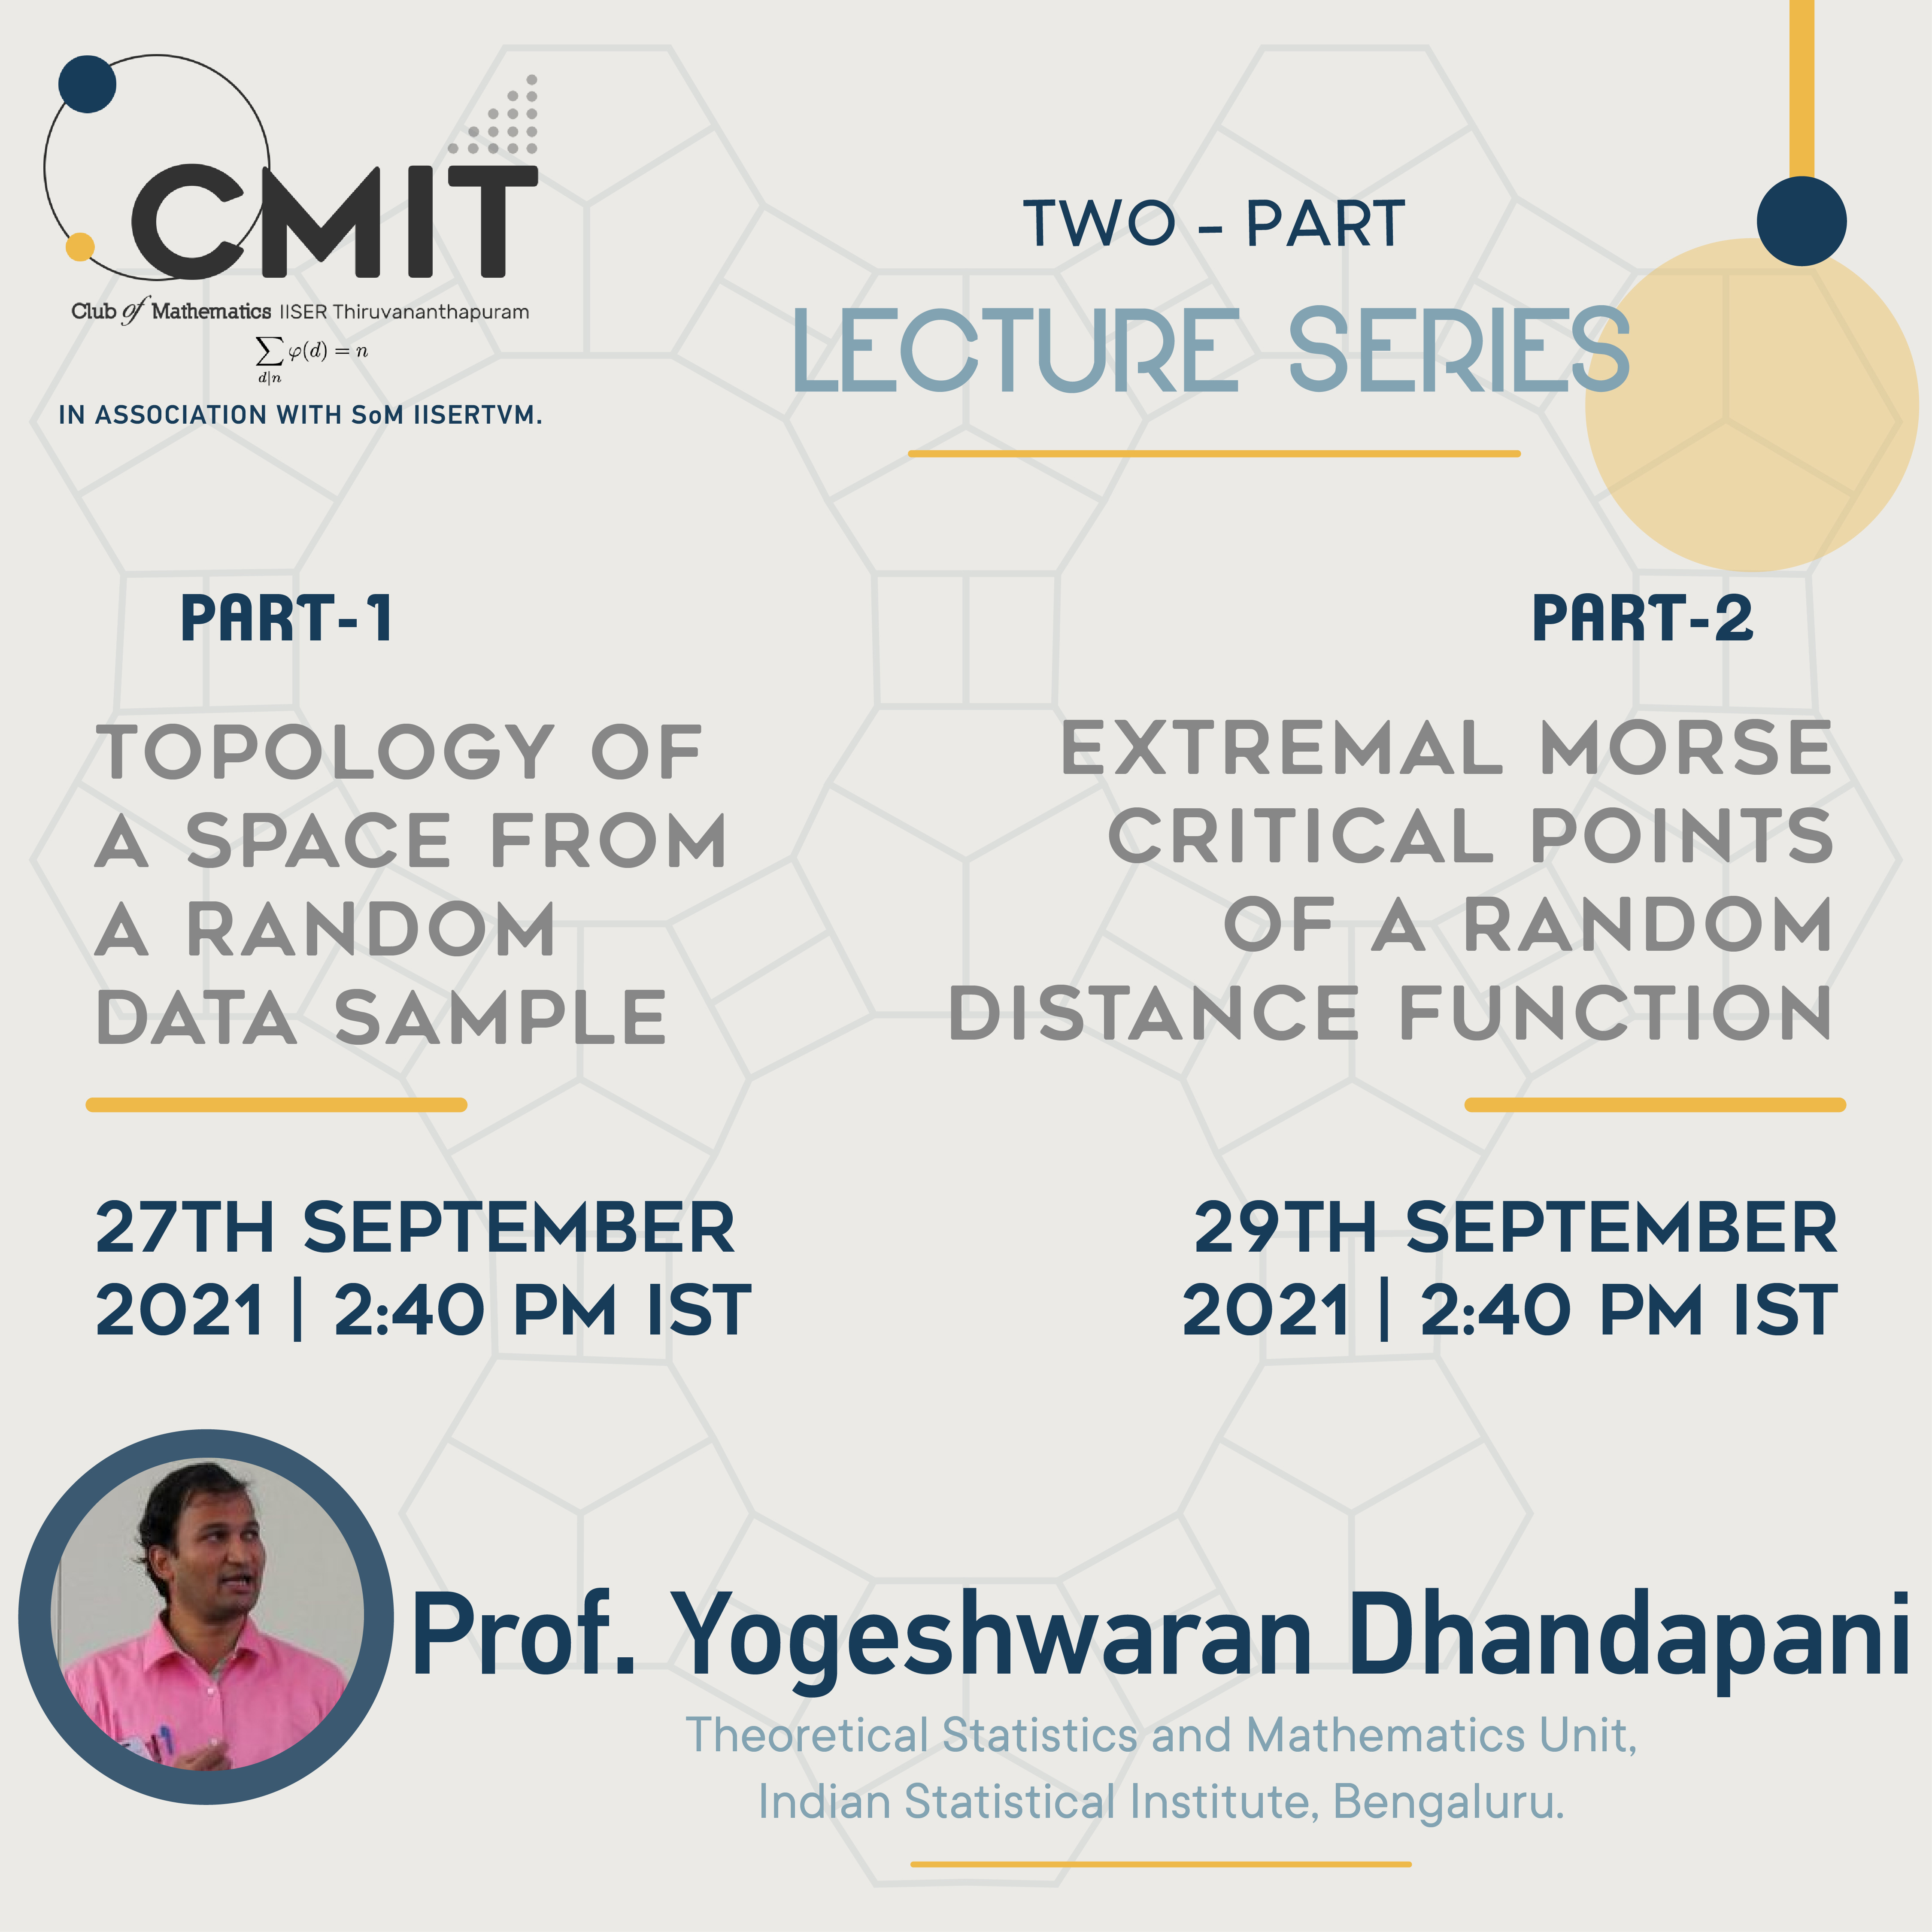 CMIT
Club of Mathematics IISER Thiruvananthapuram
∑ φ(d) = n
d|n
IN ASSOCIATION WITH SoM IISERTVM.
TWO - PART
LECTURE SERIES
PART-1
TOPOLOGY OF
A SPACE FROM
A RANDOM
DATA SAMPLE
27TH SEPTEMBER
2021 | 2:40 PM IST
PART-2
EXTREMAL MORSE
CRITICAL POINTS
OF A RANDOM
DISTANCE FUNCTION
29TH SEPTEMBER
2021 | 2:40 PM IST
Prof. Yogeshwaran Dhandapani
Theoretical Statistics and Mathematics Unit,
Indian Statistical Institute, Bengaluru.